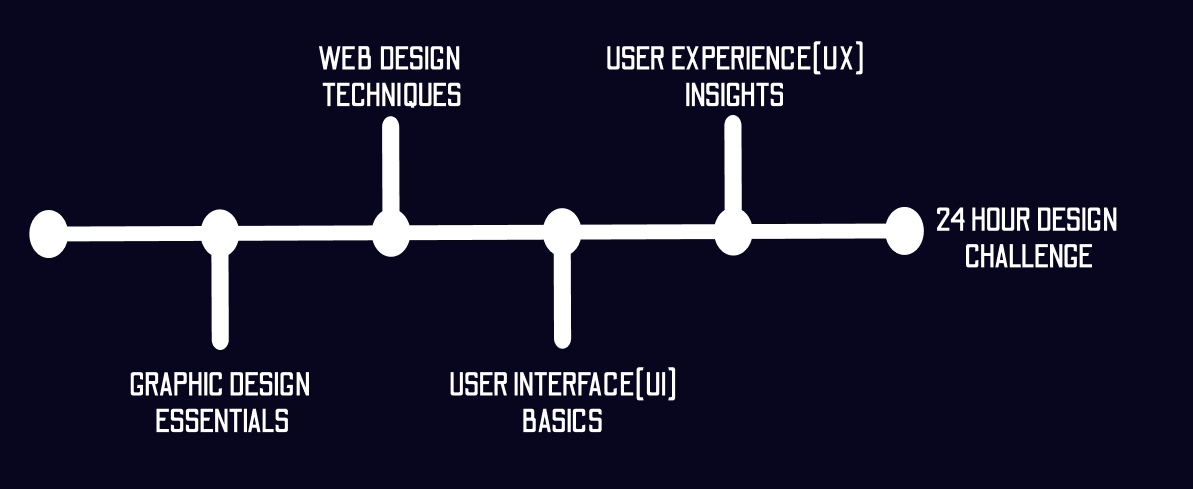 WEB DESIGN
TECHNIQUES
USER EXPERIENCE[UX]
INSIGHTS
24 HOUR DESIGN
CHALLENGE
GRAPHIC DESIGN
ESSENTIALS
USER INTERFACE[UI]
BASICS